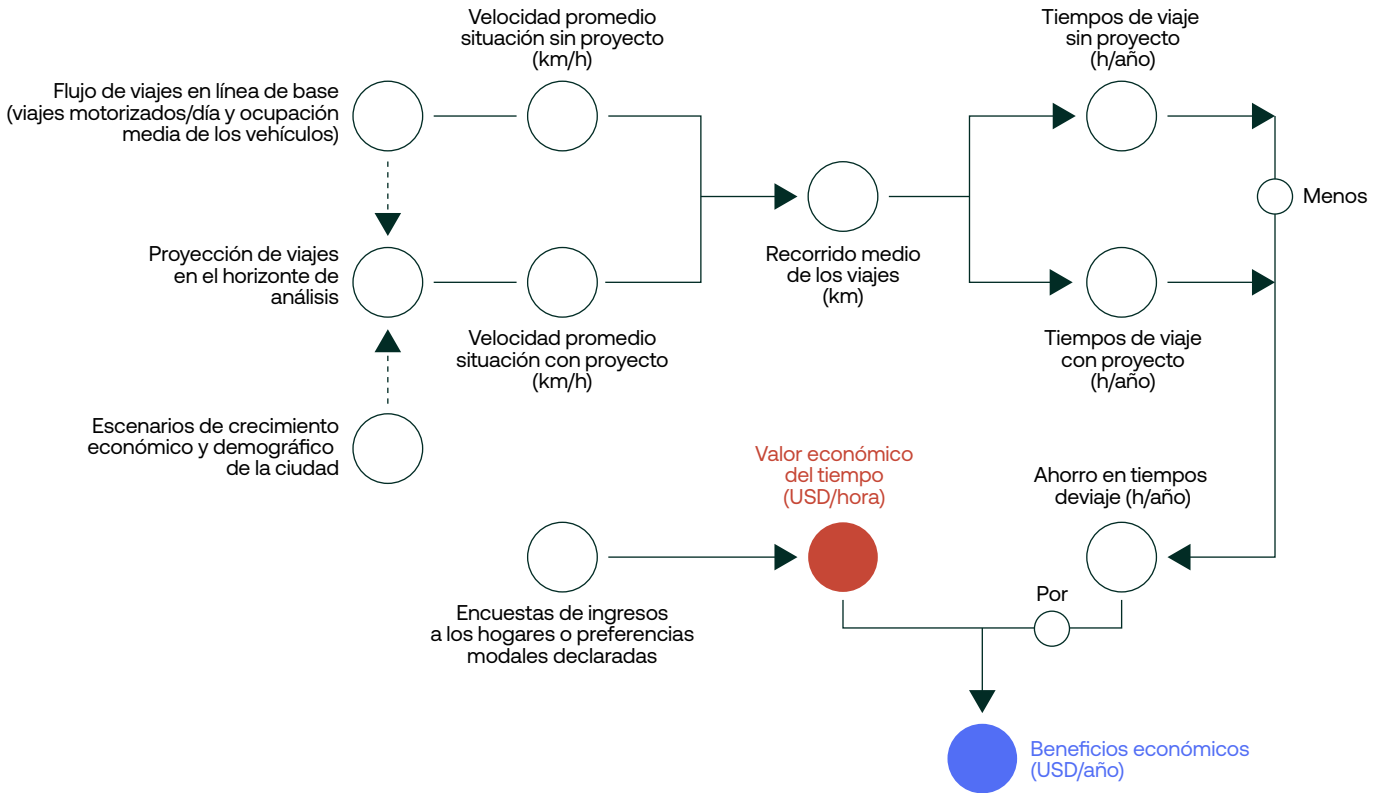 Velocidad promedio
situación sin proyecto
(km/h)
Tiempos de viaje
sin proyecto
(h/año)
Flujo de viajes en línea de base
(viajes motorizados/día y ocupación
media de los vehículos)
Menos
Proyección de viajes
en el horizonte de
análisis
Recorrido medio
de los viajes
(km)
Velocidad promedio
situación con proyecto
(km/h)
Tiempos de viaje
con proyecto
(h/año)
Escenarios de crecimiento
económico y demográfico
de la ciudad
Valor económico
del tiempo
(USD/hora)
Ahorro en tiempos
deviaje (h/año)
Encuestas de ingresos
a los hogares o preferencias
modales declaradas
Por
Beneficios económicos
(USD/año)